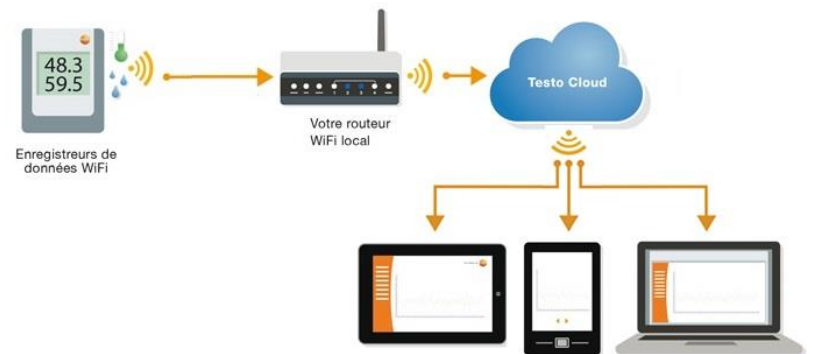 48.3
59.5
Enregistreurs de
données WiFi
Votre routeur
WiFi local
Testo Cloud